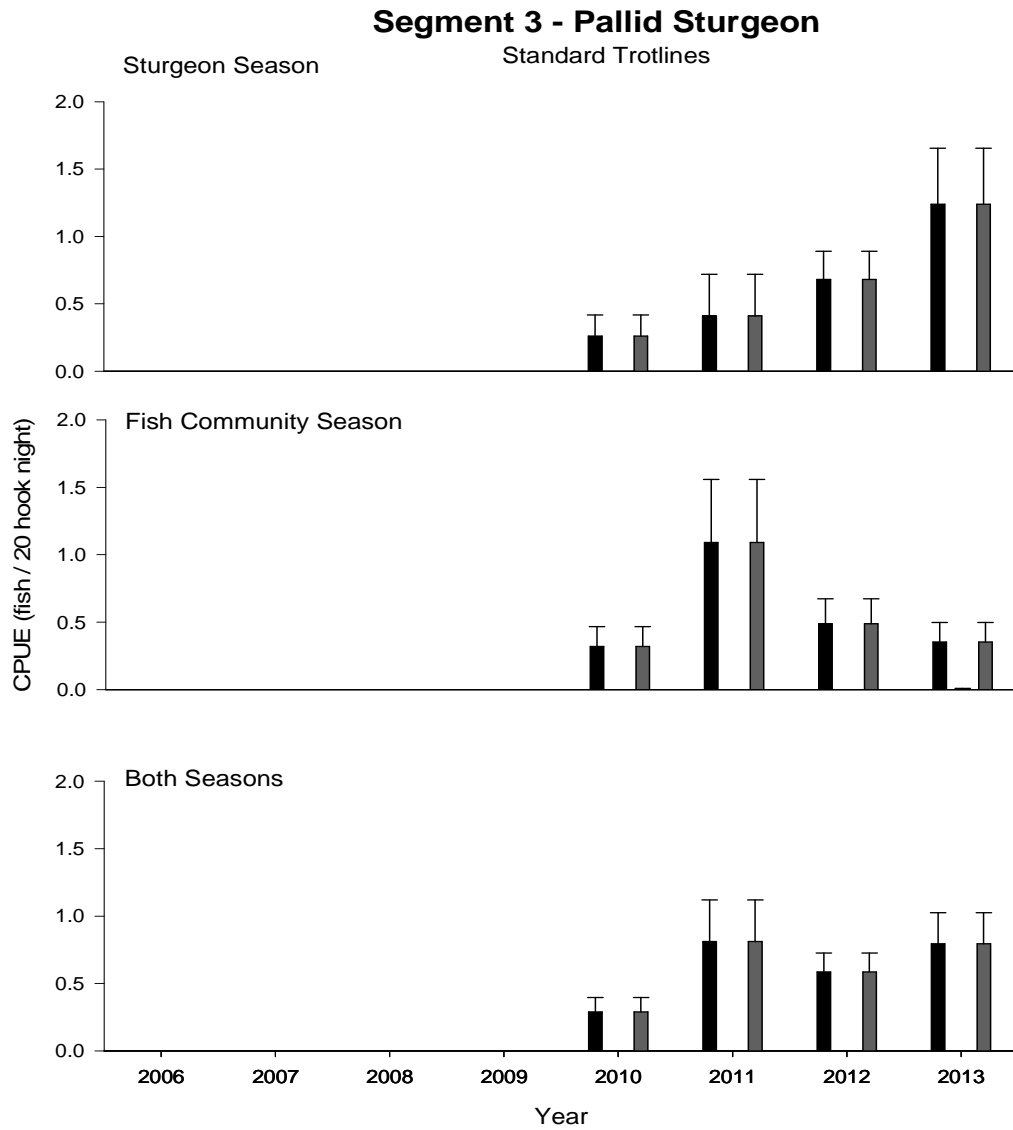 Segment 3 - Pallid Sturgeon
Standard Trotlines
Sturgeon Season
2.0
1.5
1.0
0.5
0.0
Fish Community Season
2.0
1.5
1.0
0.5
0.0
CPUE (fish / 20 hook night)
Both Seasons
2.0
1.5
1.0
0.5
0.0
2006 2007 2008 2009 2010 2011 2012 2013
Year